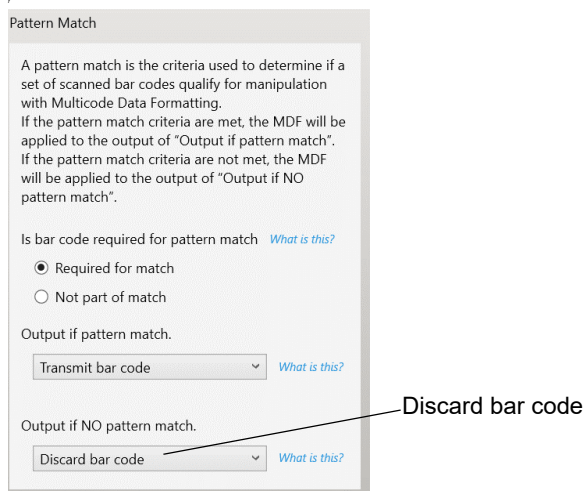 Pattern Match
A pattern match is the criteria used to determine if a
set of scanned bar codes qualify for manipulation
with Multicode Data Formatting.
If the pattern match criteria are met, the MDF will be
applied to the output of “Output if pattern match”.
If the pattern match criteria are not met, the MDF
will be applied to the output of “Output if NO
pattern match”.
Is bar code required for pattern match What is this?
Required for match
Not part of match
Output if pattern match.
Transmit bar code What is this?
Discard bar code
Output if NO pattern match.
Discard bar code What is this?